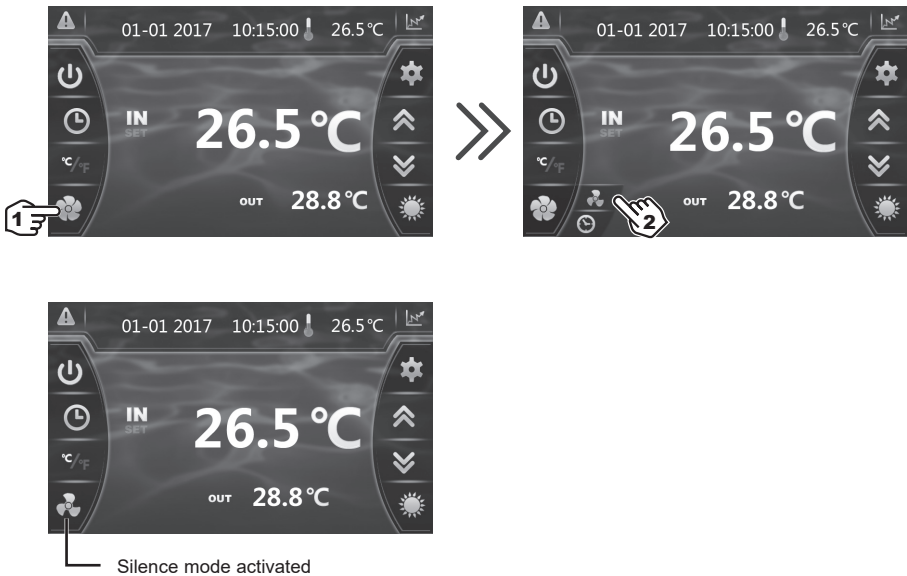 01-01 2017 10:15:00 26.5°C
IN
SET
26.5°C
°C/°F
OUT 28.8°C
1
01-01 2017 10:15:00 26.5°C
IN
SET
26.5°C
°C/°F
OUT 28.8°C
2
01-01 2017 10:15:00 26.5°C
IN
SET
26.5°C
°C/°F
OUT 28.8°C
Silence mode activated